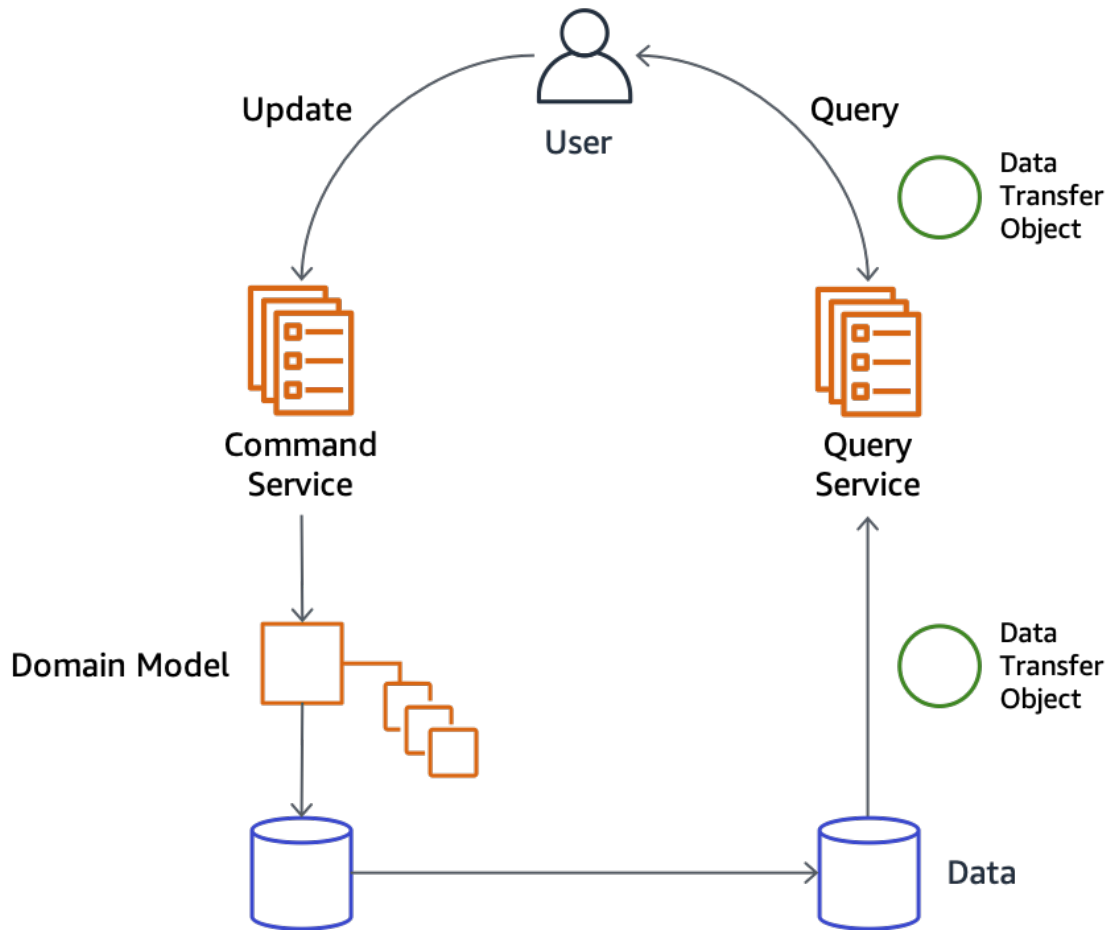 Update
Query
User
Data
Transfer
Object
Command
Service
Query
Service
Domain Model
Data
Transfer
Object
Data